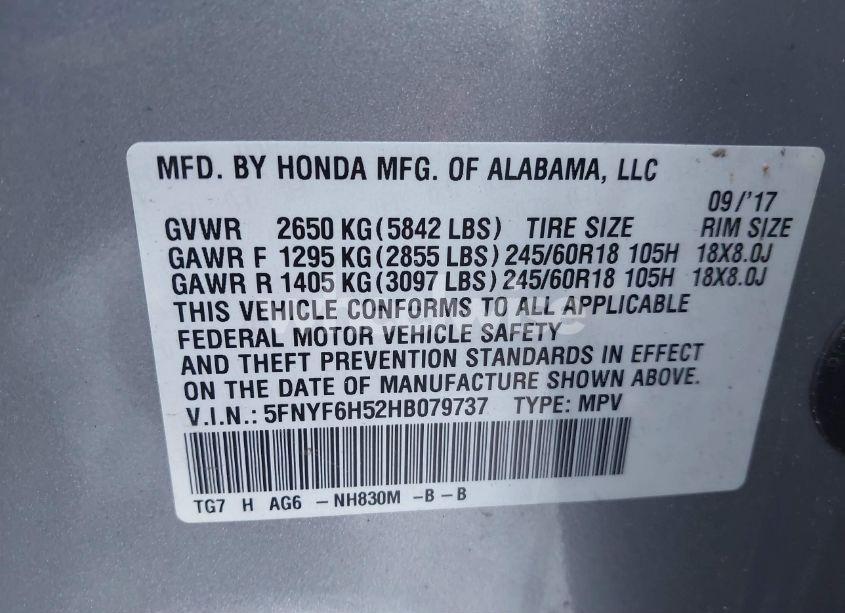 MFD. BY HONDA MFG. OF ALABAMA, LLC
09/'17
GVWR 2650 KG(5842 LBS) TIRE SIZE RIM SIZE
GAWR F 1295 KG(2855 LBS) 245/60R18 105H 18X8.0J
GAWR R 1405 KG(3097 LBS) 245/60R18 105H 18X8.0J
THIS VEHICLE CONFORMS TO ALL APPLICABLE
FEDERAL MOTOR VEHICLE SAFETY
AND THEFT PREVENTION STANDARDS IN EFFECT
ON THE DATE OF MANUFACTURE SHOWN ABOVE.
V.I.N.: 5FNYF6H52HB079737 TYPE: MPV
TG7 H AG6 -NH830M -B-B